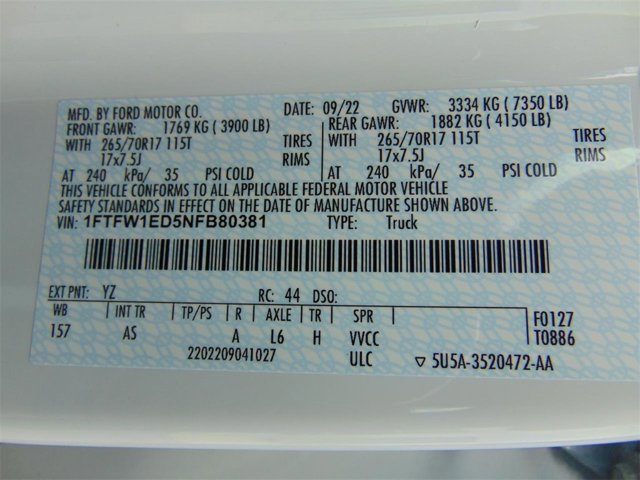 MFD. BY FORD MOTOR CO. DATE: 09/22 GVWR: 3334 KG ( 7350 LB)
FRONT GAWR: 1769 KG ( 3900 LB) REAR GAWR: 1882 KG ( 4150 LB)
WITH 265/70R17 115T TIRES WITH 265/70R17 115T TIRES
17x7.5J RIMS 17x7.5J RIMS
AT 240 kPa/ 35 PSI COLD AT 240 kPa/ 35 PSI COLD
THIS VEHICLE CONFORMS TO ALL APPLICABLE FEDERAL MOTOR VEHICLE
SAFETY STANDARDS IN EFFECT ON THE DATE OF MANUFACTURE SHOWN ABOVE.
VIN: 1FTFW1ED5NFB80381 TYPE: Truck
EXT PNT: YZ RC: 44 DSO:
WB INT TR TP/PS R AXLE TR SPR F0127
157 AS A L6 H VVCC T0886
2202209041027 ULC ▽ 5U5A-3520472-AA